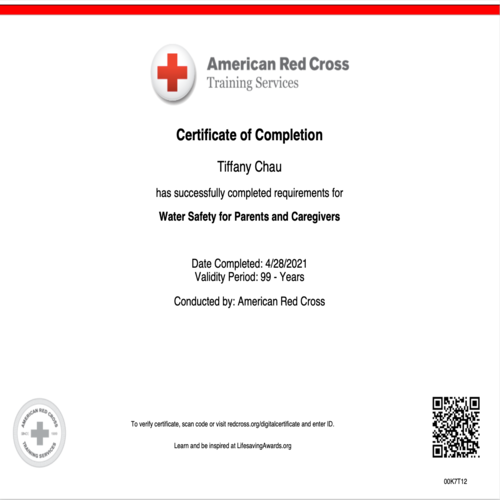 American Red Cross
Training Services
Certificate of Completion
Tiffany Chau
has successfully completed requirements for
Water Safety for Parents and Caregivers
Date Completed: 4/28/2021
Validity Period: 99 - Years
Conducted by: American Red Cross
AMERICAN RED CROSS
TRAINING SERVICES
To verify certificate, scan code or visit redcross.org/digitalcertificate and enter ID.
Learn and be inspired at LifesavingAwards.org
00K7T12